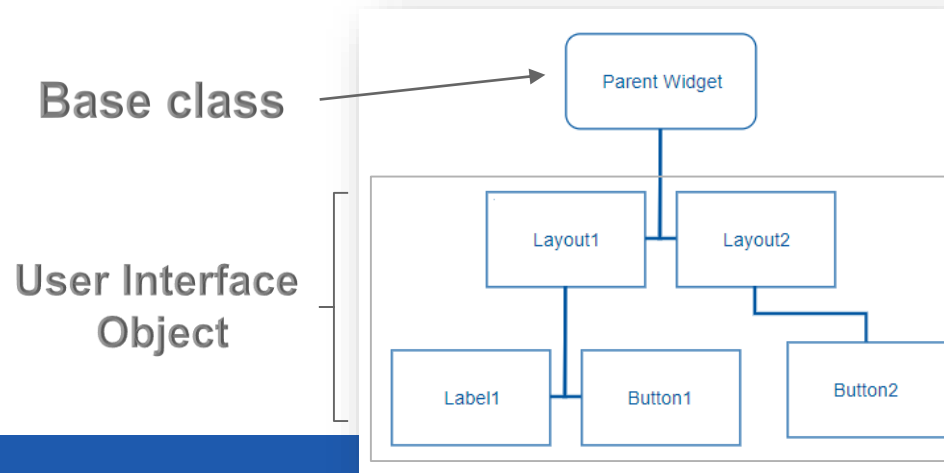 Base class
Parent Widget
User Interface
Object
Layout1
Layout2
Label1
Button1
Button2